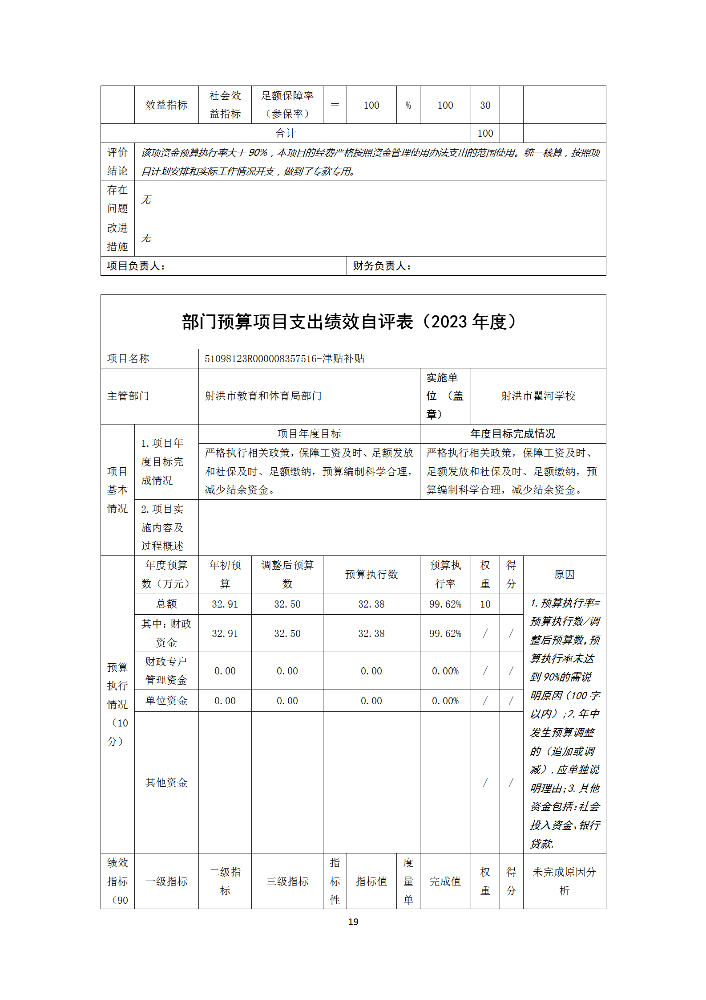 效益指标 社会效益指标 足额保障率（参保率） ＝ 100 % 100 30
合计 100
评价结论 该项资金预算执行率大于 90%，本项目的经费严格按照资金管理使用办法支出的范围使用。统一核算，按照项
目计划安排和实际工作情况开支，做到了专款专用。
存在问题 无
改进措施 无
项目负责人： 财务负责人：
部门预算项目支出绩效自评表（2023 年度）
项目名称 51098123R000008357516-津贴补贴
主管部门 射洪市教育和体育局部门 实施单位 （盖章） 射洪市瞿河学校
项目基本情况 1.项目年度目标完成情况 项目年度目标 年度目标完成情况
严格执行相关政策，保障工资及时、足额发放
和社保及时、足额缴纳，预算编制科学合理，
减少结余资金。
严格执行相关政策，保障工资及时、
足额发放和社保及时、足额缴纳，预
算编制科学合理，减少结余资金。
2.项目实施内容及过程概述
预算执行情况（10分） 年度预算数（万元） 年初预算 调整后预算数 预算执行数 预算执行率 权重 得分 原因
总额 32.91 32.50 32.38 99.62% 10
其中：财政资金 32.91 32.50 32.38 99.62% / /
财政专户管理资金 0.00 0.00 0.00 0.00% / /
单位资金 0.00 0.00 0.00 0.00% / /
其他资金 / /
1.预算执行率=
预算执行数/调
整后预算数，预
算执行率未达
到 90%的需说
明原因（100 字
以内）;2.年中
发生预算调整
的（追加或调
减），应单独说
明理由；3.其他
资金包括：社会
投入资金、银行
贷款.
绩效指标（90 一级指标 二级指标 三级指标 指标性 指标值 度量单 完成值 权重 得分 未完成原因分析
19